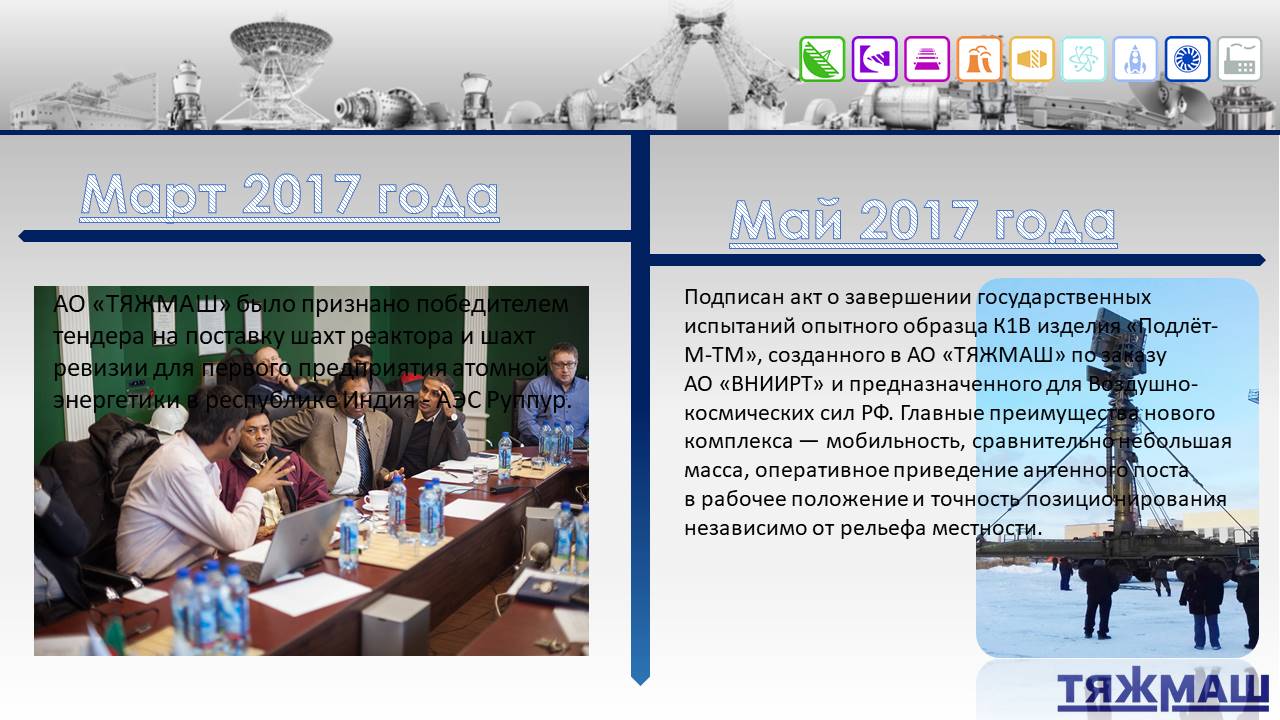 Март 2017 года
АО «ТЯЖМАШ» было признано победителем
тендера на поставку шахт реактора и шахт
ревизии для первого предприятия атомной
энергетики в республике Индия - АЭС Руппур.
Май 2017 года
Подписан акт о завершении государственных
испытаний опытного образца К1В изделия «Подлёт-
М-ТМ», созданного в АО «ТЯЖМАШ» по заказу
АО «ВНИИРТ» и предназначенного для Воздушно-
космических сил РФ. Главные преимущества нового
комплекса — мобильность, сравнительно небольшая
масса, оперативное приведение антенного поста
в рабочее положение и точность позиционирования
независимо от рельефа местности.
ТЯЖМАШ